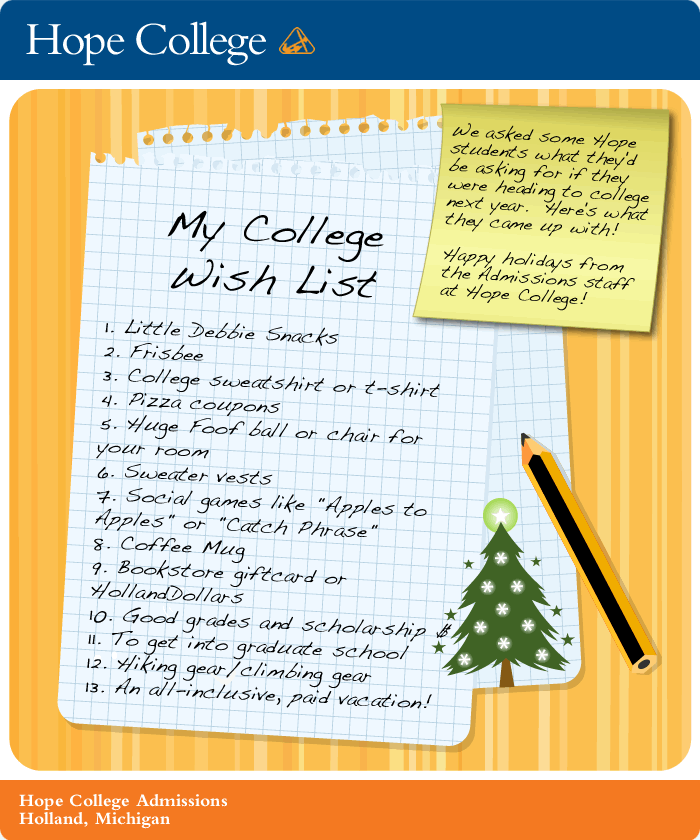 Hope College
We asked some Hope
students what they'd
be asking for if they
were heading to college
next year. Here's what
they came up with!
Happy holidays from
the Admissions staff
at Hope College!
My College
Wish List
1. Little Debbie Snacks
2. Frisbee
3. College sweatshirt or t-shirt
4. Pizza coupons
5. Huge Foof ball or chair for
your room
6. Sweater vests
7. Social games like "Apples to
Apples" or "Catch Phrase"
8. Coffee Mug
9. Bookstore giftcard or
HollandDollars
10. Good grades and scholarship $
11. To get into graduate school
12. Hiking gear/climbing gear
13. An all-inclusive, paid vacation!
Hope College Admissions
Holland, Michigan